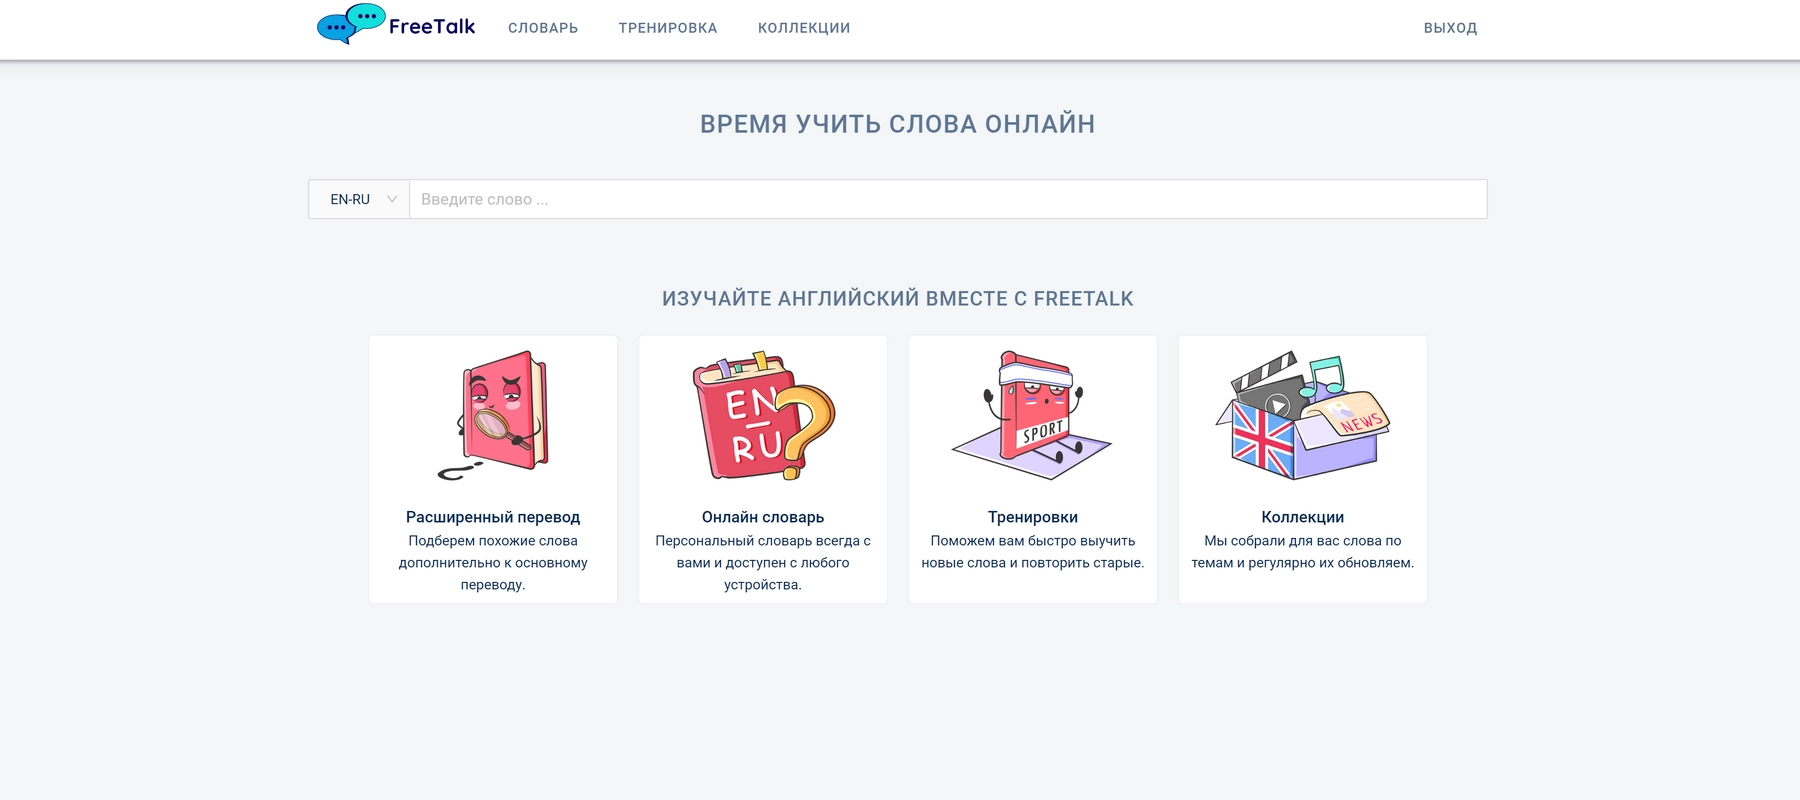 FreeTalk
СЛОВАРЬ
ТРЕНИРОВКА
КОЛЛЕКЦИИ
ВЫХОД
ВРЕМЯ УЧИТЬ СЛОВА ОНЛАЙН
EN-RU
Введите слово ...
ИЗУЧАЙТЕ АНГЛИЙСКИЙ ВМЕСТЕ С FREETALK
Расширенный перевод
Подберем похожие слова
дополнительно к основному
переводу.
EN
RU
Онлайн словарь
Персональный словарь всегда с
вами и доступен с любого
устройства.
SPORT
Тренировки
Поможем вам быстро выучить
новые слова и повторить старые.
NEWS
Коллекции
Мы собрали для вас слова по
темам и регулярно их обновляем.